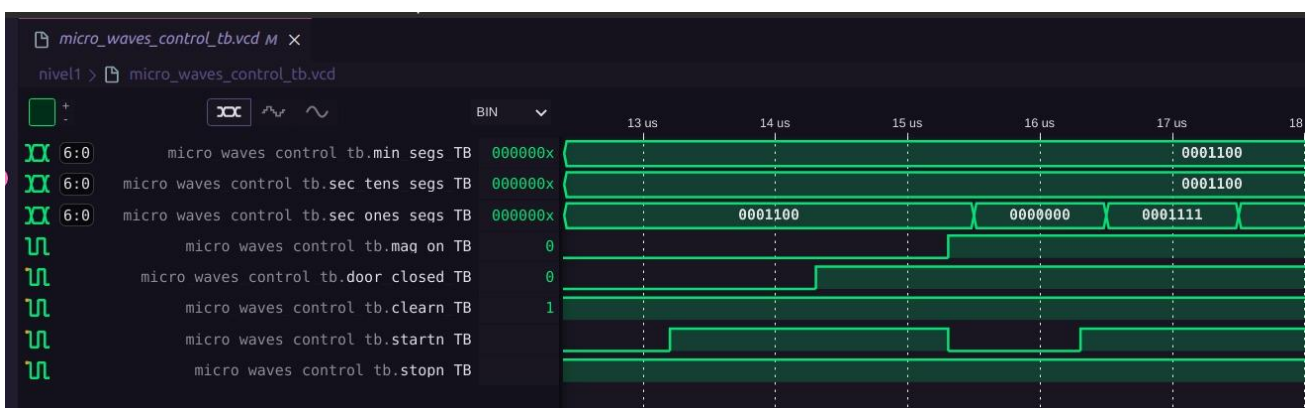 micro_waves_control_tb.vcd M ×
nivel1 > micro_waves_control_tb.vcd
+
-
BIN
13 us 14 us 15 us 16 us 17 us 18
6:0 micro waves control tb.min segs TB 000000x 0001100
6:0 micro waves control tb.sec tens segs TB 000000x 0001100
6:0 micro waves control tb.sec ones segs TB 000000x 0001100 0000000 0001111
micro waves control tb.mag on TB 0
micro waves control tb.door closed TB 0
micro waves control tb.clearn TB 1
micro waves control tb.startn TB
micro waves control tb.stopn TB